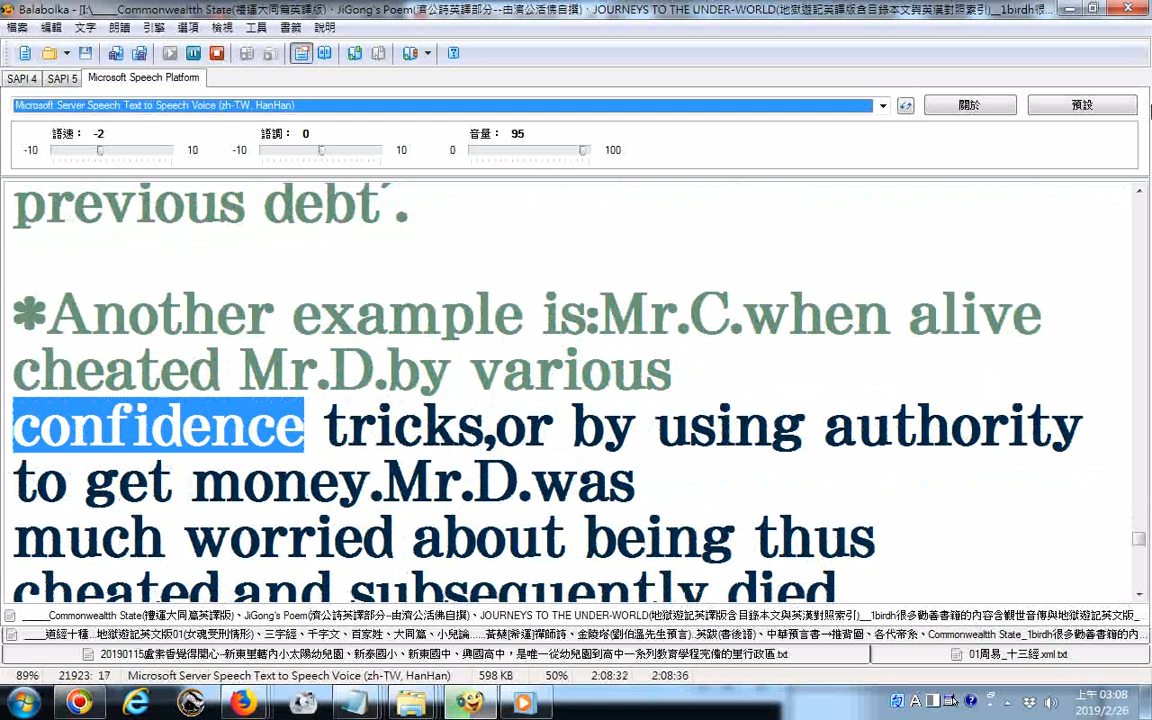 Balabolka - [I:\_____Commonwealth State(禮運大同篇英譯版)、JiGong's Poem(濟公詩英譯部分--由濟公活佛自撰)、JOURNEYS TO THE UNDER-WORLD(地獄遊記英譯版含目錄本文與英漢對照索引)__1birdh很...
檔案 編輯 文字 朗讀 引擎 選項 檢視 工具 書籤 說明
SAPI 4 SAPI 5 Microsoft Speech Platform
Microsoft Server Speech Text to Speech Voice (zh-TW, HanHan) 關於 預設
語速： -2 語調： 0 音量： 95
-10 10 -10 10 0 100
previous debt´.
✽Another example is:Mr.C.when alive
cheated Mr.D.by various
confidence tricks,or by using authority
to get money.Mr.D.was
much worried about being thus
cheated,and subsequently died
_____Commonwealth State(禮運大同篇英譯版)、JiGong's Poem(濟公詩英譯部分--由濟公活佛自撰)、JOURNEYS TO THE UNDER-WORLD(地獄遊記英譯版含目錄本文與英漢對照索引)__1birdh很多勸善書籍的內容含觀世音傳與地獄遊記英文版_
20190115盧素香覺得開心--新東里轄內小太陽幼兒園、新泰國小、新東國中、興國高中，是唯一從幼兒園到高中一系列教育學程完備的里行政區.txt 01周易_十三經.xml.txt
89% 21923: 17 Microsoft Server Speech Text to Speech Voice (zh-TW, HanHan) 598 KB 50% 2:08:32 2:08:36
上午 03:08
2019/2/26